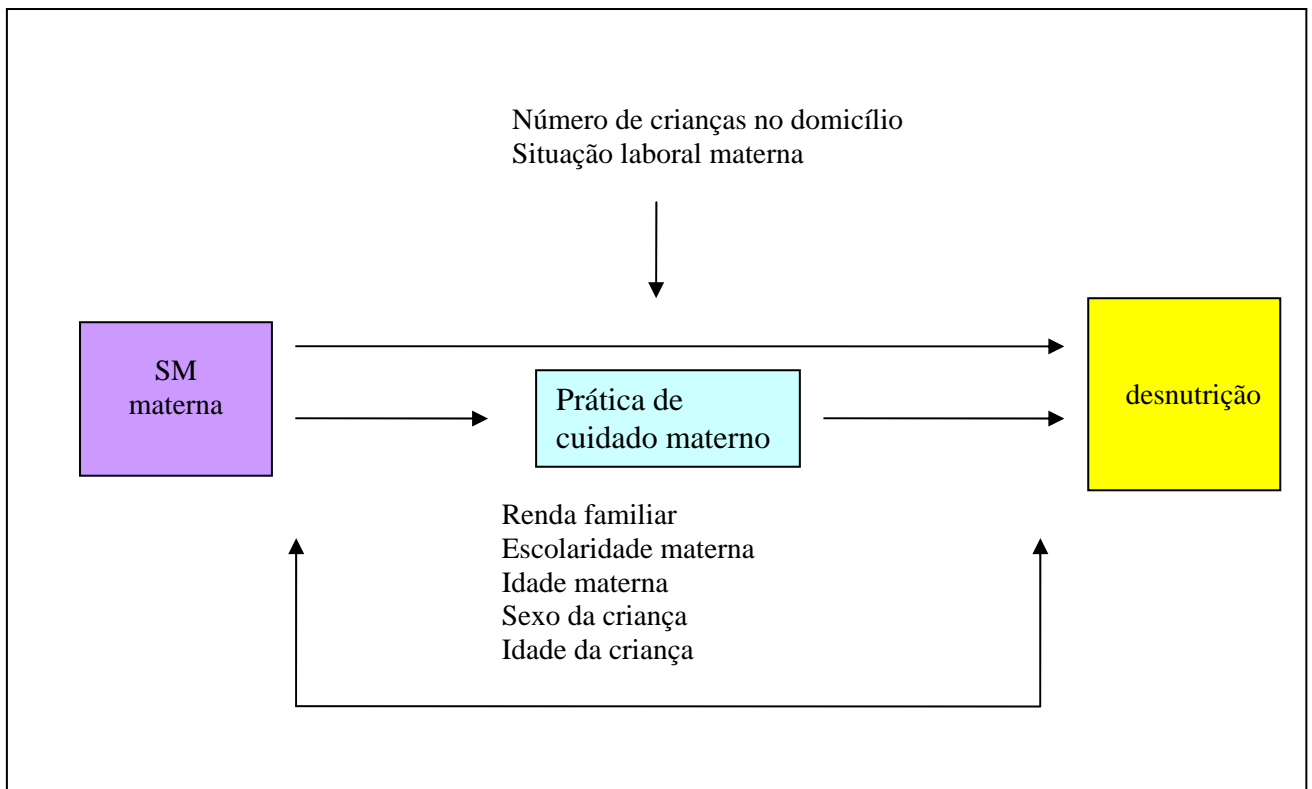 Número de crianças no domicílio
Situação laboral materna
SM
materna
Prática de
cuidado materno
desnutrição
Renda familiar
Escolaridade materna
Idade materna
Sexo da criança
Idade da criança